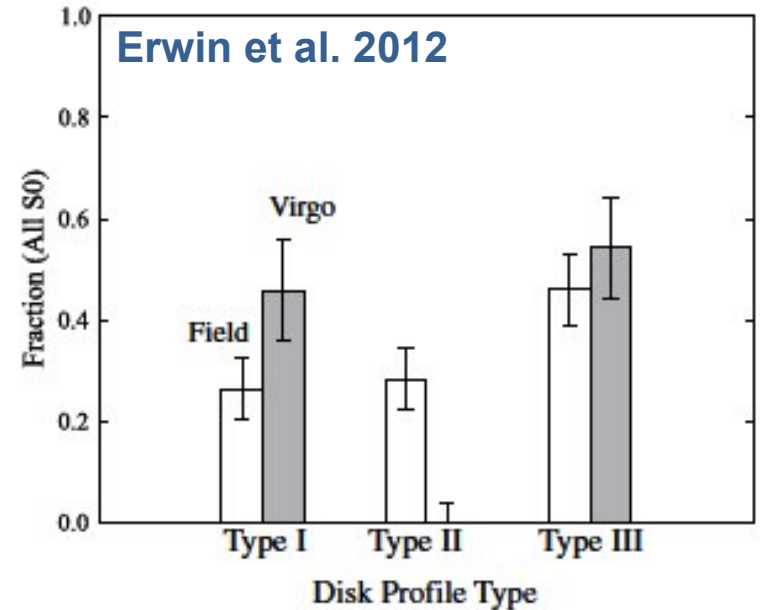 Erwin et al. 2012
Fraction (All S0)
1.0
0.8
0.6
0.4
0.2
0.0
Virgo
Field
Type I
Type II
Type III
Disk Profile Type